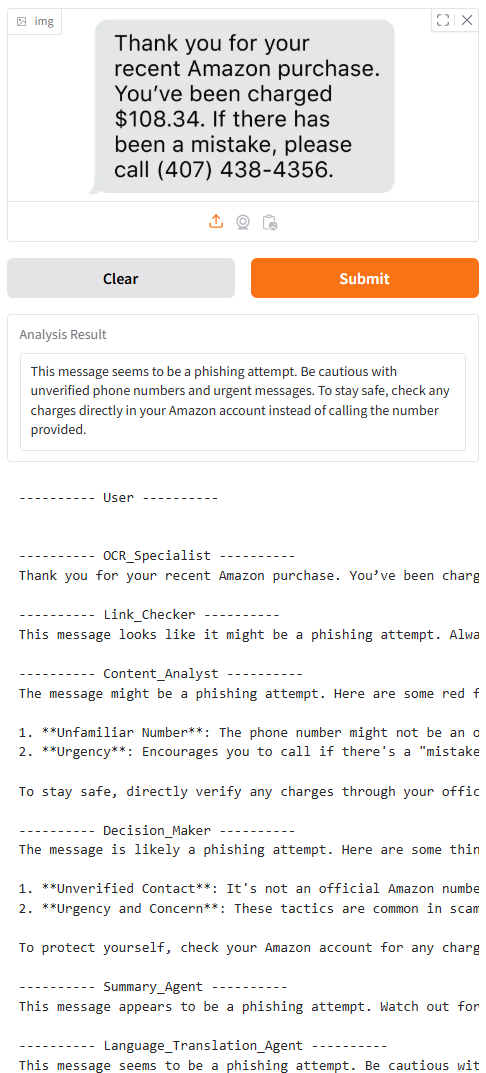 img
Thank you for your
recent Amazon purchase.
You’ve been charged
$108.34. If there has
been a mistake, please
call (407) 438-4356.
Clear
Submit
Analysis Result
This message seems to be a phishing attempt. Be cautious with
unverified phone numbers and urgent messages. To stay safe, check any
charges directly in your Amazon account instead of calling the number
provided.
---------- User ----------
---------- OCR_Specialist ----------
Thank you for your recent Amazon purchase. You’ve been charg
---------- Link_Checker ----------
This message looks like it might be a phishing attempt. Alwa
---------- Content_Analyst ----------
The message might be a phishing attempt. Here are some red f
1. **Unfamiliar Number**: The phone number might not be an o
2. **Urgency**: Encourages you to call if there's a "mistake
To stay safe, directly verify any charges through your offic
---------- Decision_Maker ----------
The message is likely a phishing attempt. Here are some thin
1. **Unverified Contact**: It's not an official Amazon numbe
2. **Urgency and Concern**: These tactics are common in scam
To protect yourself, check your Amazon account for any charg
---------- Summary_Agent ----------
This message appears to be a phishing attempt. Watch out for
---------- Language_Translation_Agent ----------
This message seems to be a phishing attempt. Be cautious wit